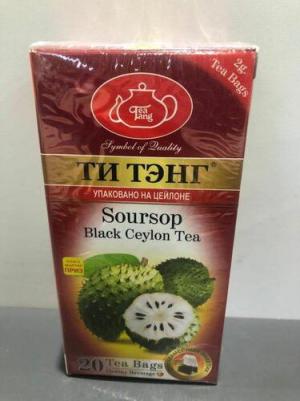 2g.
Tea Bags
Tea
Tang
Symbol of Quality
ТИ ТЭНГ®
УПАКОВАНО НА ЦЕЙЛОНЕ
Soursop
Black Ceylon Tea
ПРИЗ
20 Tea Bags